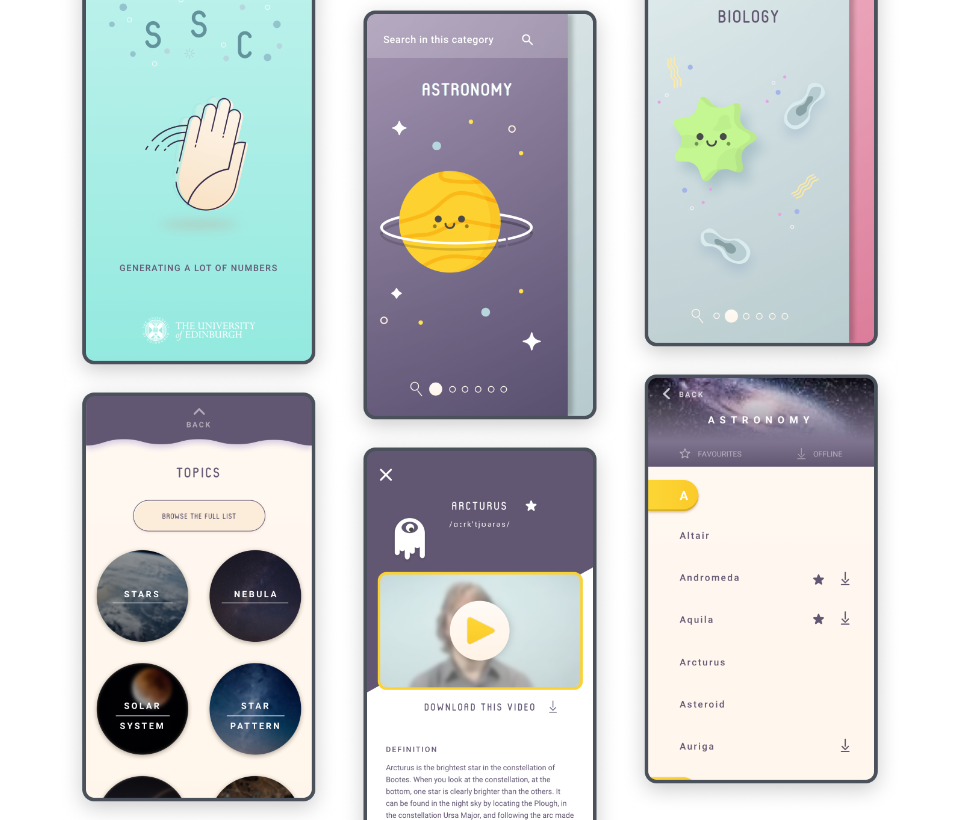 S S C
GENERATING A LOT OF NUMBERS
THE UNIVERSITY
of EDINBURGH
BACK
TOPICS
BROWSE THE FULL LIST
STARS
NEBULA
SOLAR
SYSTEM
STAR
PATTERN
Search in this category
ASTRONOMY
ARCTURUS
/ɑːrkˈtjʊərəs/
DOWNLOAD THIS VIDEO
DEFINITION
Arcturus is the brightest star in the constellation of
Bootes. When you look at the constellation, at the
bottom, one star is clearly brighter than the others. It
can be found in the night sky by locating the Plough, in
the constellation Ursa Major, and following the arc made
BIOLOGY
BACK
ASTRONOMY
FAVOURITES
OFFLINE
A
Altair
Andromeda
Aquila
Arcturus
Asteroid
Auriga